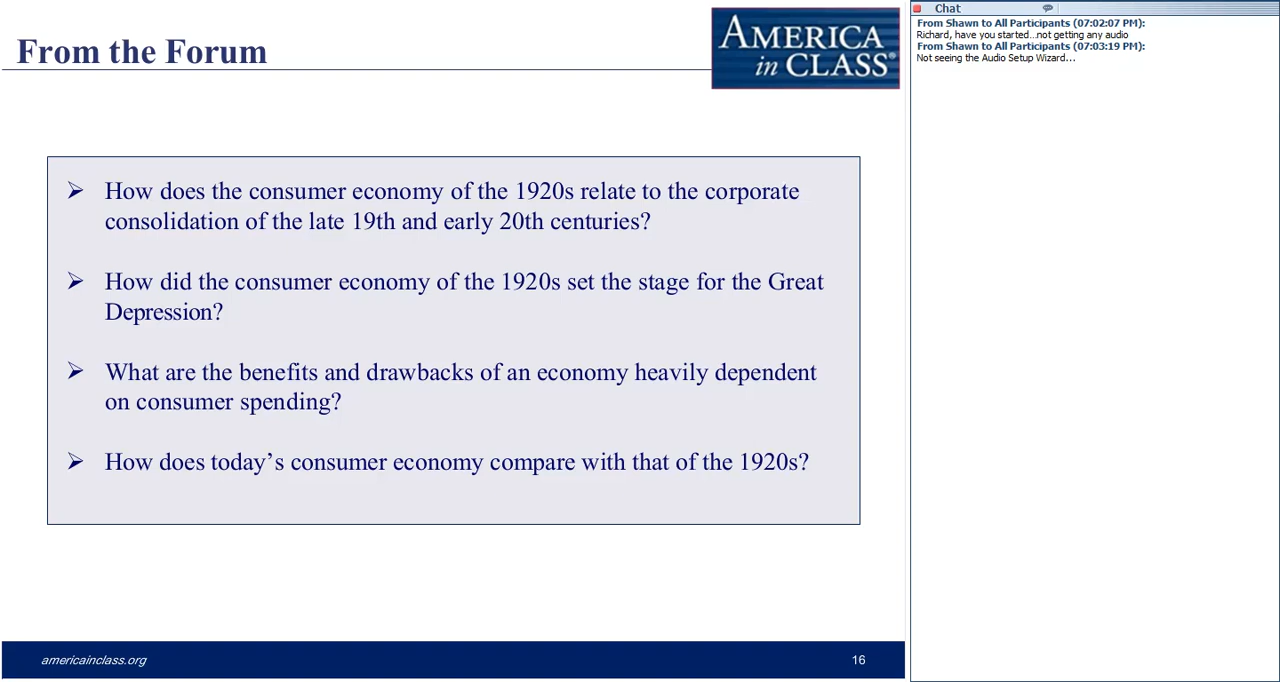 From the Forum
AMERICA
in CLASS®
➢ How does the consumer economy of the 1920s relate to the corporate
consolidation of the late 19th and early 20th centuries?
➢ How did the consumer economy of the 1920s set the stage for the Great
Depression?
➢ What are the benefits and drawbacks of an economy heavily dependent
on consumer spending?
➢ How does today’s consumer economy compare with that of the 1920s?
americainclass.org
16
Chat
From Shawn to All Participants (07:02:07 PM):
Richard, have you started...not getting any audio
From Shawn to All Participants (07:03:19 PM):
Not seeing the Audio Setup Wizard...